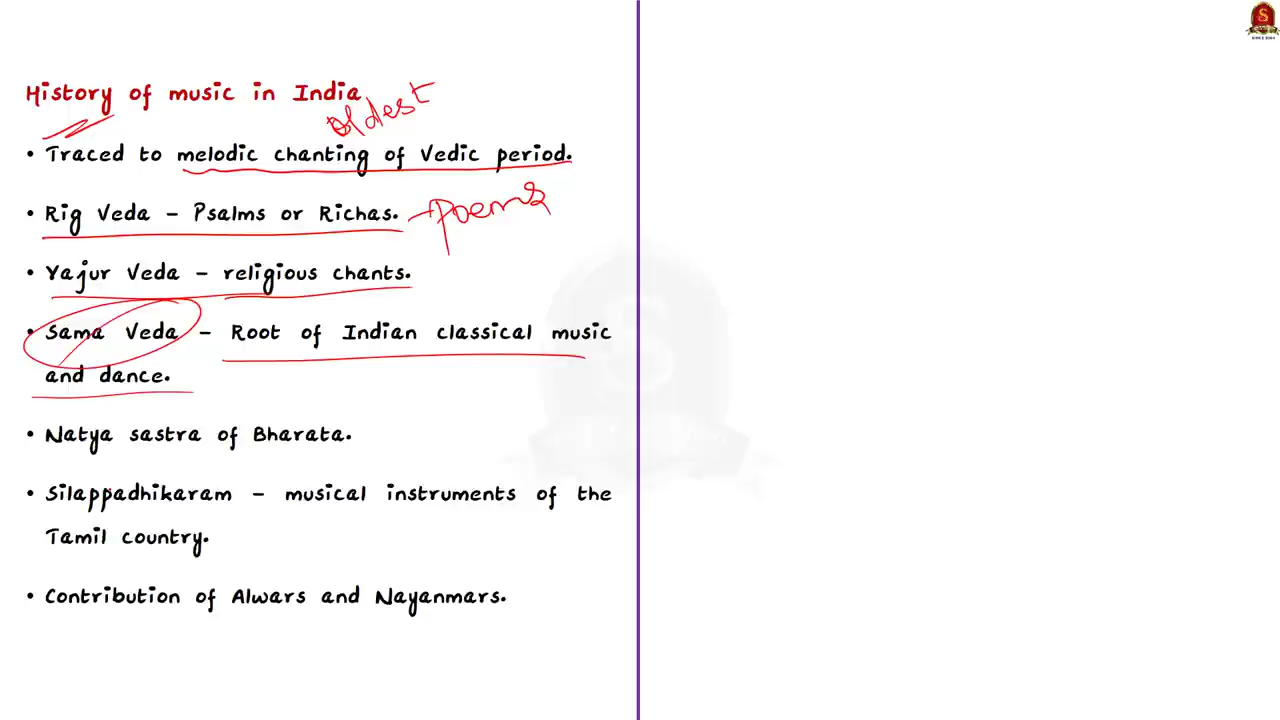 History of music in India
oldest
• Traced to melodic chanting of Vedic period.
• Rig Veda – Psalms or Richas. → Poems
• Yajur Veda – religious chants.
• Sama Veda – Root of Indian classical music
and dance.
• Natya sastra of Bharata.
• Silappadhikaram – musical instruments of the
Tamil country.
• Contribution of Alwars and Nayanmars.